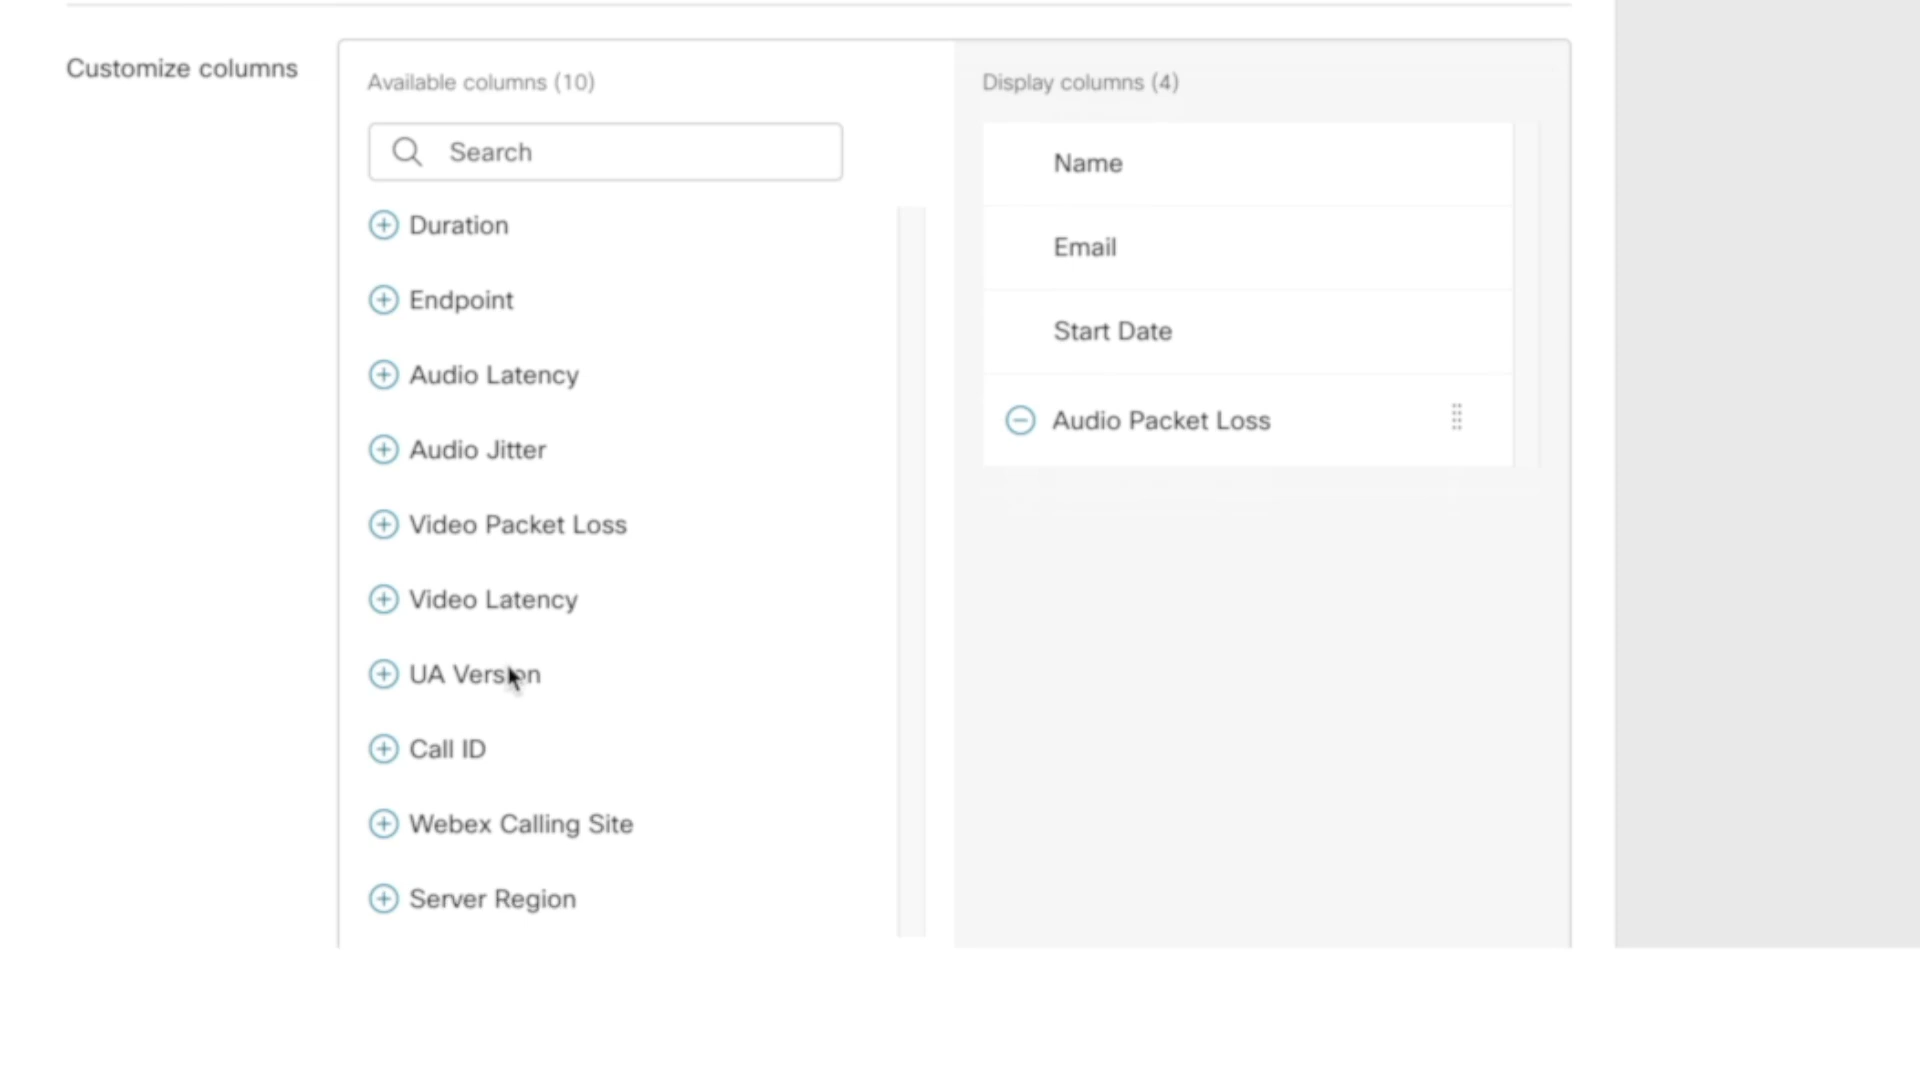 Customize columns
Available columns (10)
Search
Duration
Endpoint
Audio Latency
Audio Jitter
Video Packet Loss
Video Latency
UA Version
Call ID
Webex Calling Site
Server Region
Display columns (4)
Name
Email
Start Date
Audio Packet Loss